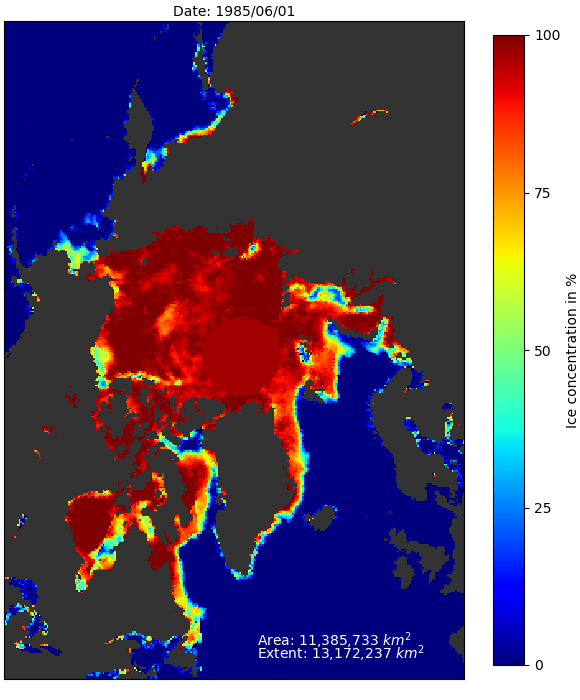 Date: 1985/06/01
100
75
50
25
0
Ice concentration in %
Area: 11,385,733 km²
Extent: 13,172,237 km²